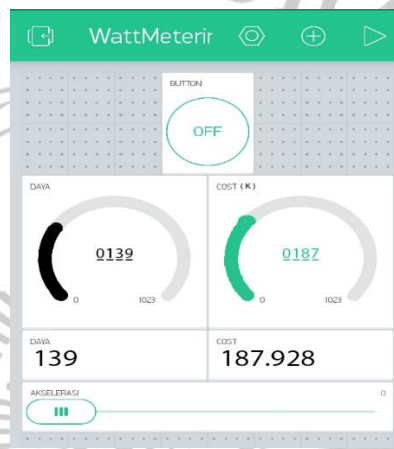 WattMeterir
BUTTON
OFF
DAYA
COST (K)
0139
0187
0 1023
0 1023
DAYA
COST
139
187.928
AKSELERASI 0